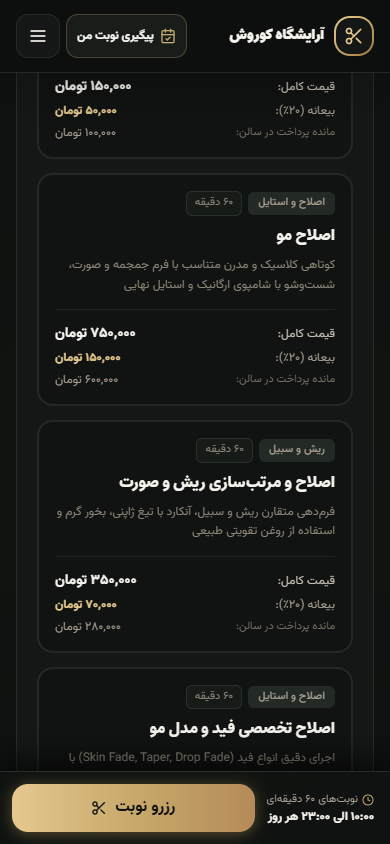 آرایشگاه کوروش
پیگیری نوبت من
قیمت کامل: ۱۵۰,۰۰۰ تومان
بیعانه (۲۰٪): ۵۰,۰۰۰ تومان
مانده پرداخت در سالن: ۱۰۰,۰۰۰ تومان
اصلاح و استایل ۶۰ دقیقه
اصلاح مو
کوتاهی کلاسیک و مدرن متناسب با فرم جمجمه و صورت،
شست‌وشو با شامپوی ارگانیک و استایل نهایی
قیمت کامل: ۷۵۰,۰۰۰ تومان
بیعانه (۲۰٪): ۱۵۰,۰۰۰ تومان
مانده پرداخت در سالن: ۶۰۰,۰۰۰ تومان
ریش و سبیل ۶۰ دقیقه
اصلاح و مرتب‌سازی ریش و صورت
فرم‌دهی متقارن ریش و سبیل، آنکارد با تیغ ژاپنی، بخور گرم و
استفاده از روغن تقویتی طبیعی
قیمت کامل: ۳۵۰,۰۰۰ تومان
بیعانه (۲۰٪): ۷۰,۰۰۰ تومان
مانده پرداخت در سالن: ۲۸۰,۰۰۰ تومان
اصلاح و استایل ۶۰ دقیقه
اصلاح تخصصی فید و مدل مو
اجرای دقیق انواع فید (Skin Fade, Taper, Drop Fade) با
نوبت‌های ۶۰ دقیقه‌ای
۱۰:۰۰ الی ۲۳:۰۰ هر روز
رزرو نوبت